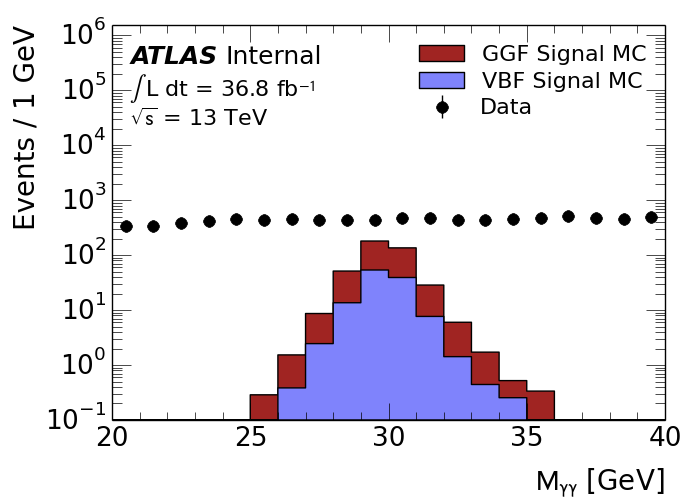 Events / 1 GeV
10⁶
10⁵
10⁴
10³
10²
10¹
10⁰
10⁻¹
ATLAS Internal
∫L dt = 36.8 fb⁻¹
√s = 13 TeV
GGF Signal MC
VBF Signal MC
Data
20 25 30 35 40
Mγγ [GeV]